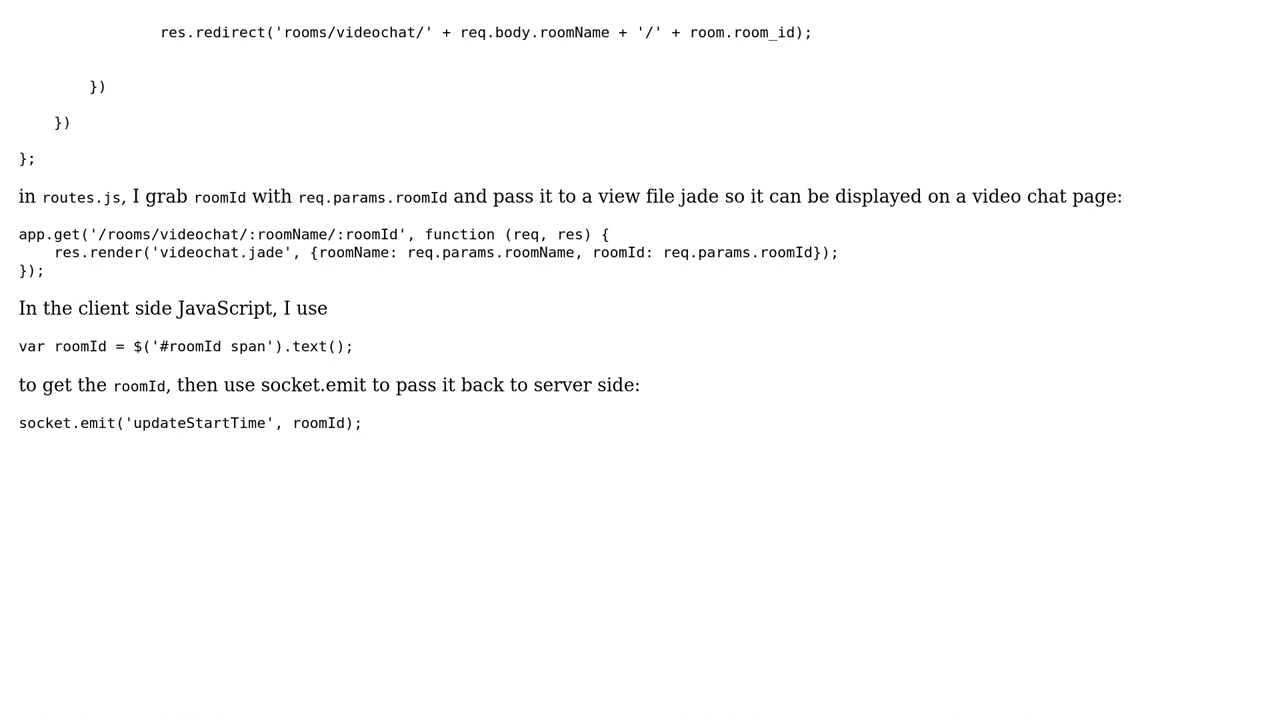 res.redirect('rooms/videochat/' + req.body.roomName + '/' + room.room_id);
})
})
};
in routes.js, I grab roomId with req.params.roomId and pass it to a view file jade so it can be displayed on a video chat page:
app.get('/rooms/videochat/:roomName/:roomId', function (req, res) {
res.render('videochat.jade', {roomName: req.params.roomName, roomId: req.params.roomId});
});
In the client side JavaScript, I use
var roomId = $('#roomId span').text();
to get the roomId, then use socket.emit to pass it back to server side:
socket.emit('updateStartTime', roomId);